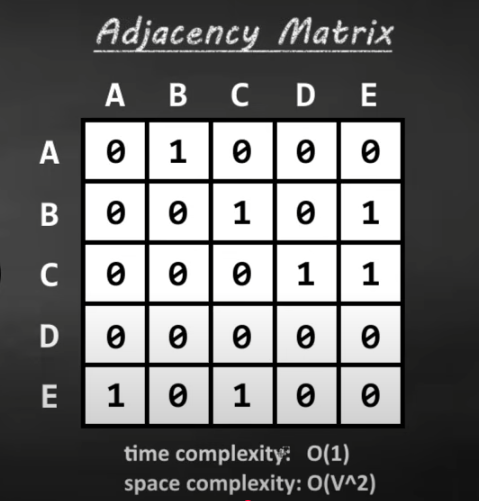 Adjacency Matrix
A B C D E
A 0 1 0 0 0
B 0 0 1 0 1
C 0 0 0 1 1
D 0 0 0 0 0
E 1 0 1 0 0
time complexity: O(1)
space complexity: O(V^2)